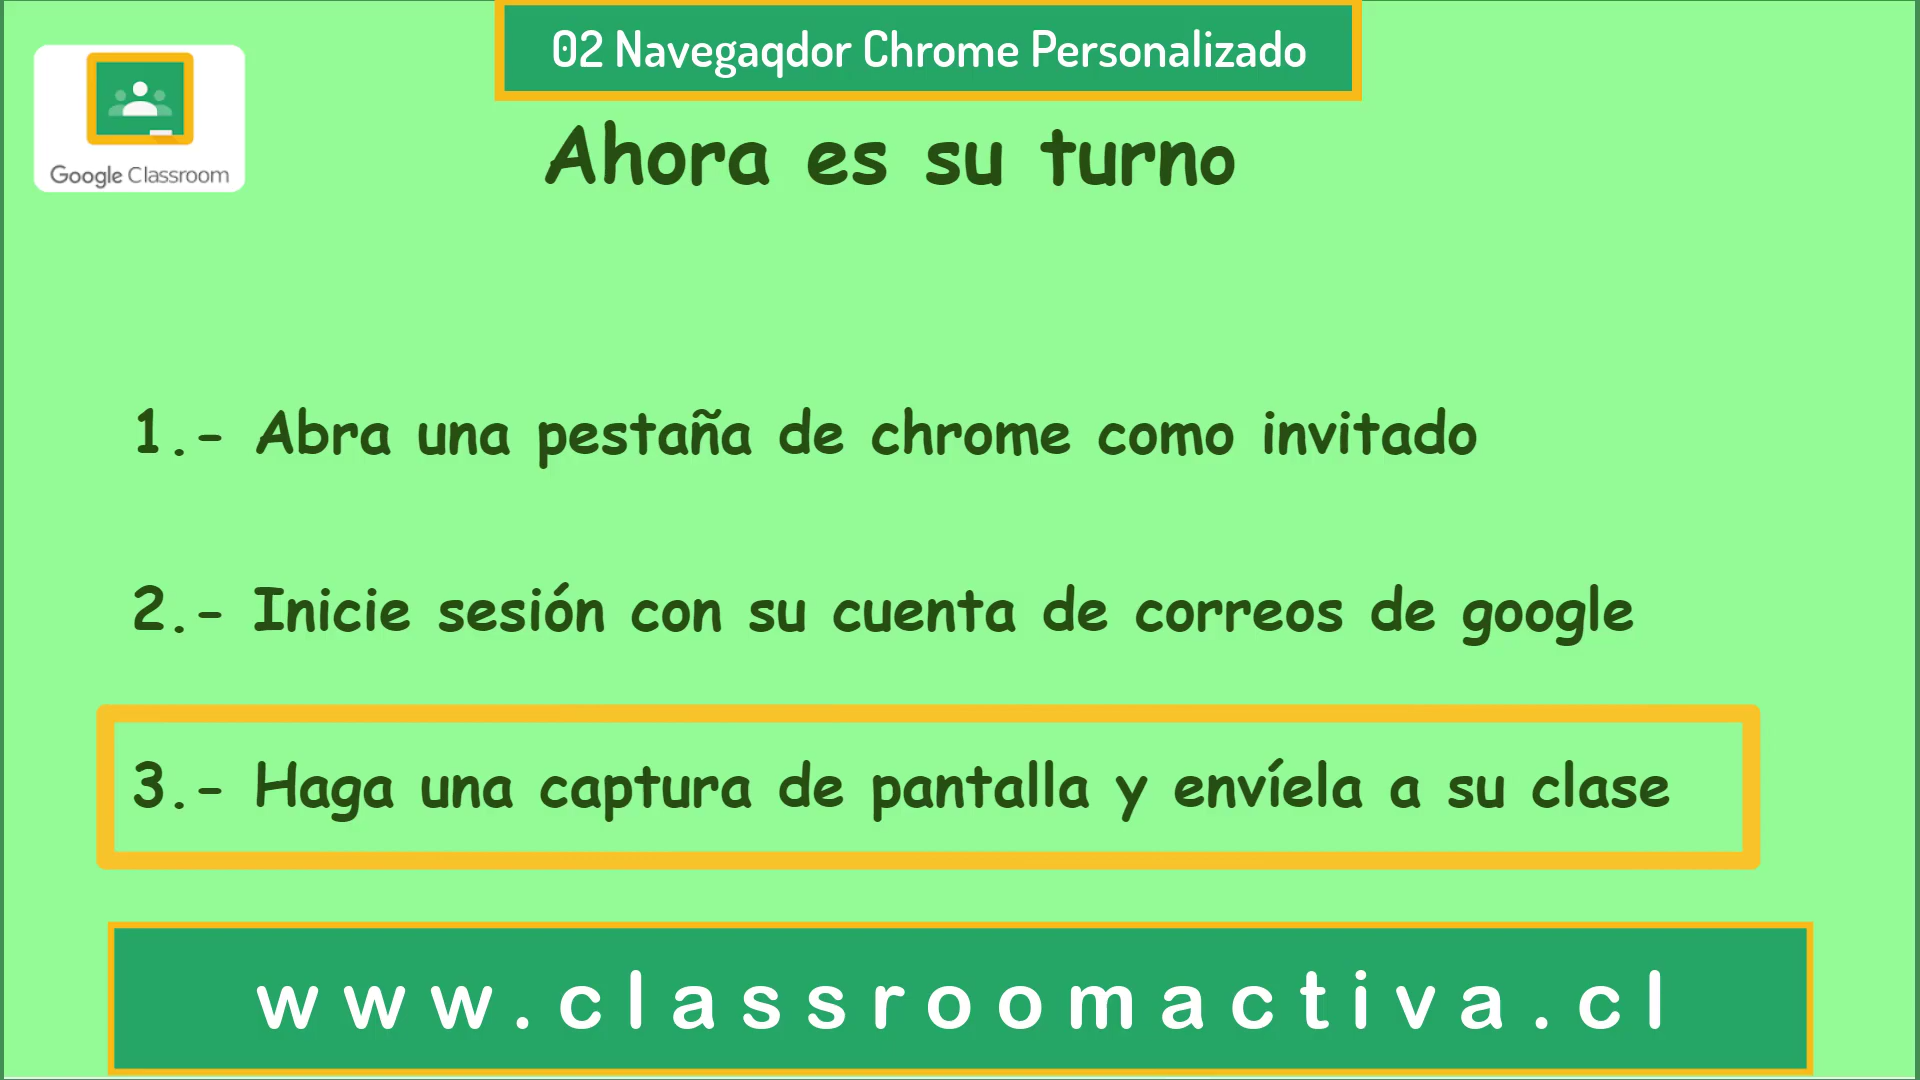 02 Navegaqdor Chrome Personalizado
Google Classroom
Ahora es su turno
1.- Abra una pestaña de chrome como invitado
2.- Inicie sesión con su cuenta de correos de google
3.- Haga una captura de pantalla y envíela a su clase
www.classroomactiva.cl